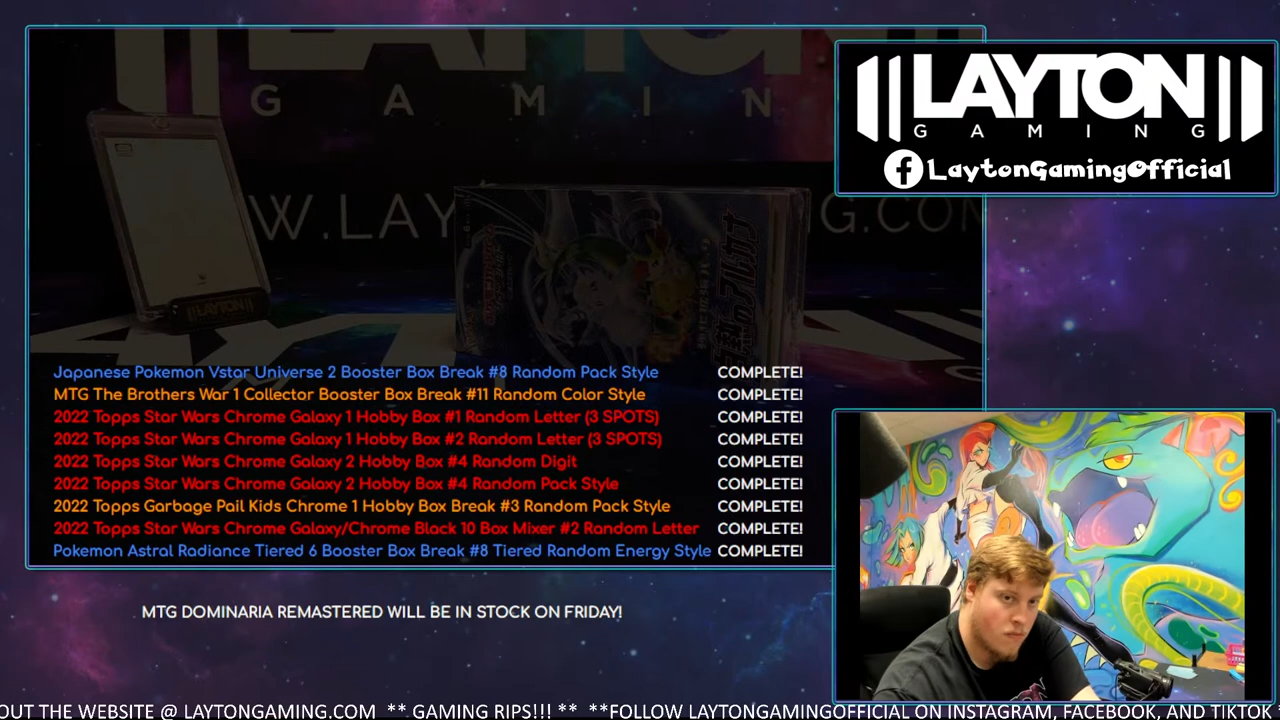 LAYTON
GAMING
W.LAY
G.COM
LAYTON
LAYTON
GAMING
LaytonGamingOfficial
Japanese Pokemon Vstar Universe 2 Booster Box Break #8 Random Pack Style COMPLETE!
MTG The Brothers War 1 Collector Booster Box Break #11 Random Color Style COMPLETE!
2022 Topps Star Wars Chrome Galaxy 1 Hobby Box #1 Random Letter (3 SPOTS) COMPLETE!
2022 Topps Star Wars Chrome Galaxy 1 Hobby Box #2 Random Letter (3 SPOTS) COMPLETE!
2022 Topps Star Wars Chrome Galaxy 2 Hobby Box #4 Random Digit COMPLETE!
2022 Topps Star Wars Chrome Galaxy 2 Hobby Box #4 Random Pack Style COMPLETE!
2022 Topps Garbage Pail Kids Chrome 1 Hobby Box Break #3 Random Pack Style COMPLETE!
2022 Topps Star Wars Chrome Galaxy/Chrome Black 10 Box Mixer #2 Random Letter COMPLETE!
Pokemon Astral Radiance Tiered 6 Booster Box Break #8 Tiered Random Energy Style COMPLETE!
MTG DOMINARIA REMASTERED WILL BE IN STOCK ON FRIDAY!
OUT THE WEBSITE @ LAYTONGAMING.COM ** GAMING RIPS!!! ** **FOLLOW LAYTONGAMINGOFFICIAL ON INSTAGRAM, FACEBOOK, AND TIKTOK *